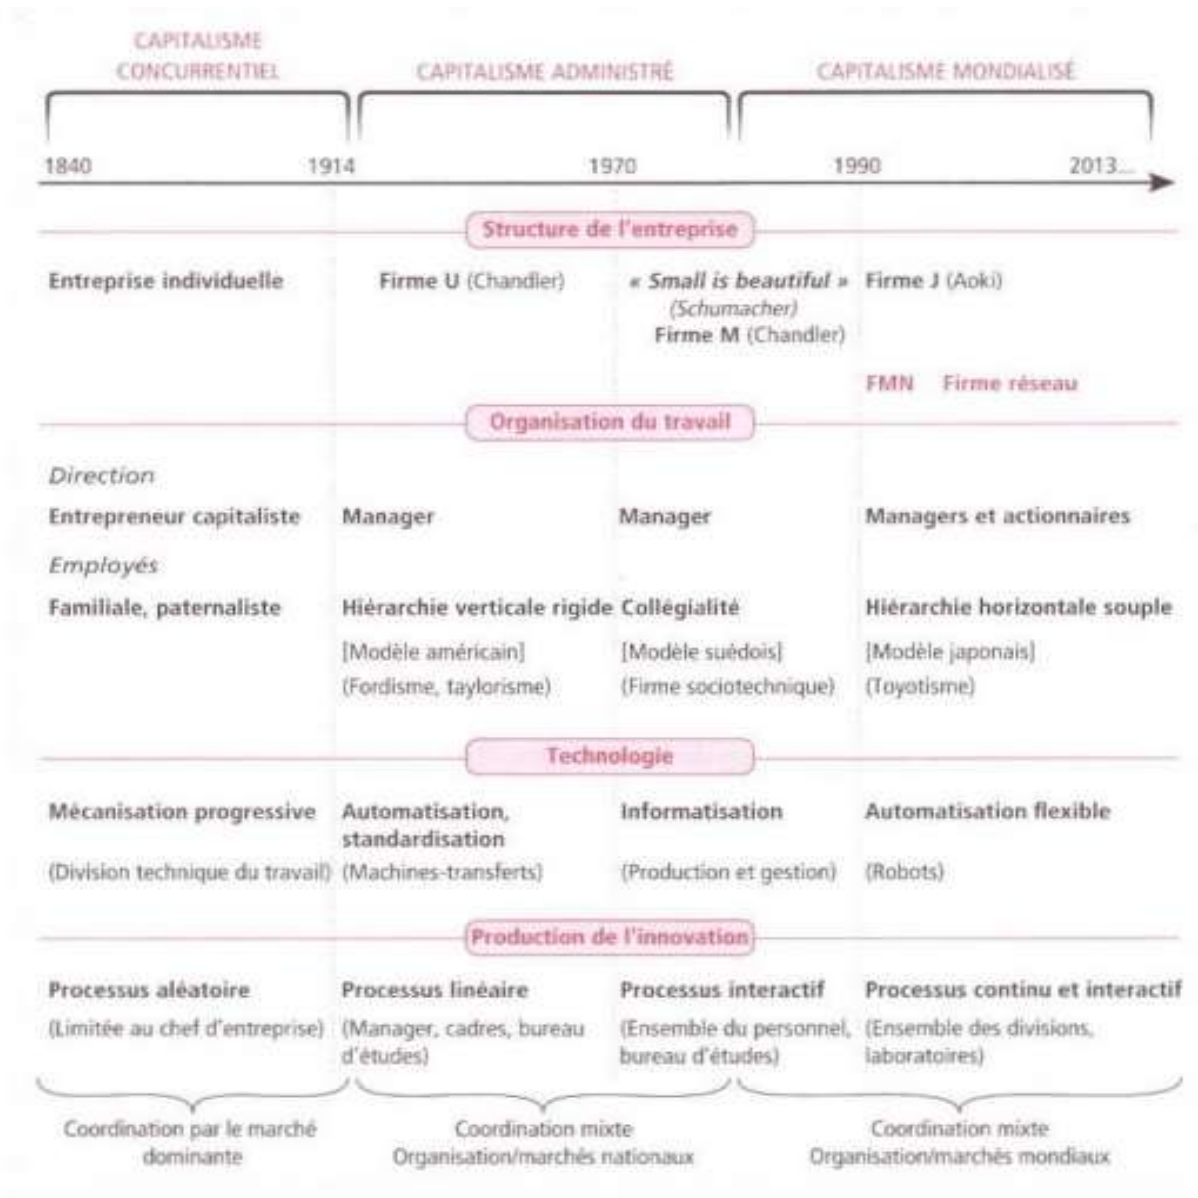 CAPITALISME
CONCURRENTIEL
CAPITALISME ADMINISTRÉ
CAPITALISME MONDIALISÉ
1840 1914 1970 1990 2013...
Structure de l'entreprise
Entreprise individuelle Firme U (Chandler) « Small is beautiful » Firme J (Aoki)
(Schumacher)
Firme M (Chandler)
FMN Firme réseau
Organisation du travail
Direction
Entrepreneur capitaliste Manager Manager Managers et actionnaires
Employés
Familiale, paternaliste Hiérarchie verticale rigide Collégialité Hiérarchie horizontale souple
[Modèle américain] [Modèle suédois] [Modèle japonais]
(Fordisme, taylorisme) (Firme sociotechnique) (Toyotisme)
Technologie
Mécanisation progressive Automatisation, Informatisation Automatisation flexible
standardisation
(Division technique du travail) (Machines-transferts) (Production et gestion) (Robots)
Production de l'innovation
Processus aléatoire Processus linéaire Processus interactif Processus continu et interactif
(Limitée au chef d'entreprise) (Manager, cadres, bureau (Ensemble du personnel, (Ensemble des divisions,
d'études) bureau d'études) laboratoires)
Coordination par le marché Coordination mixte Coordination mixte
dominante Organisation/marchés nationaux Organisation/marchés mondiaux